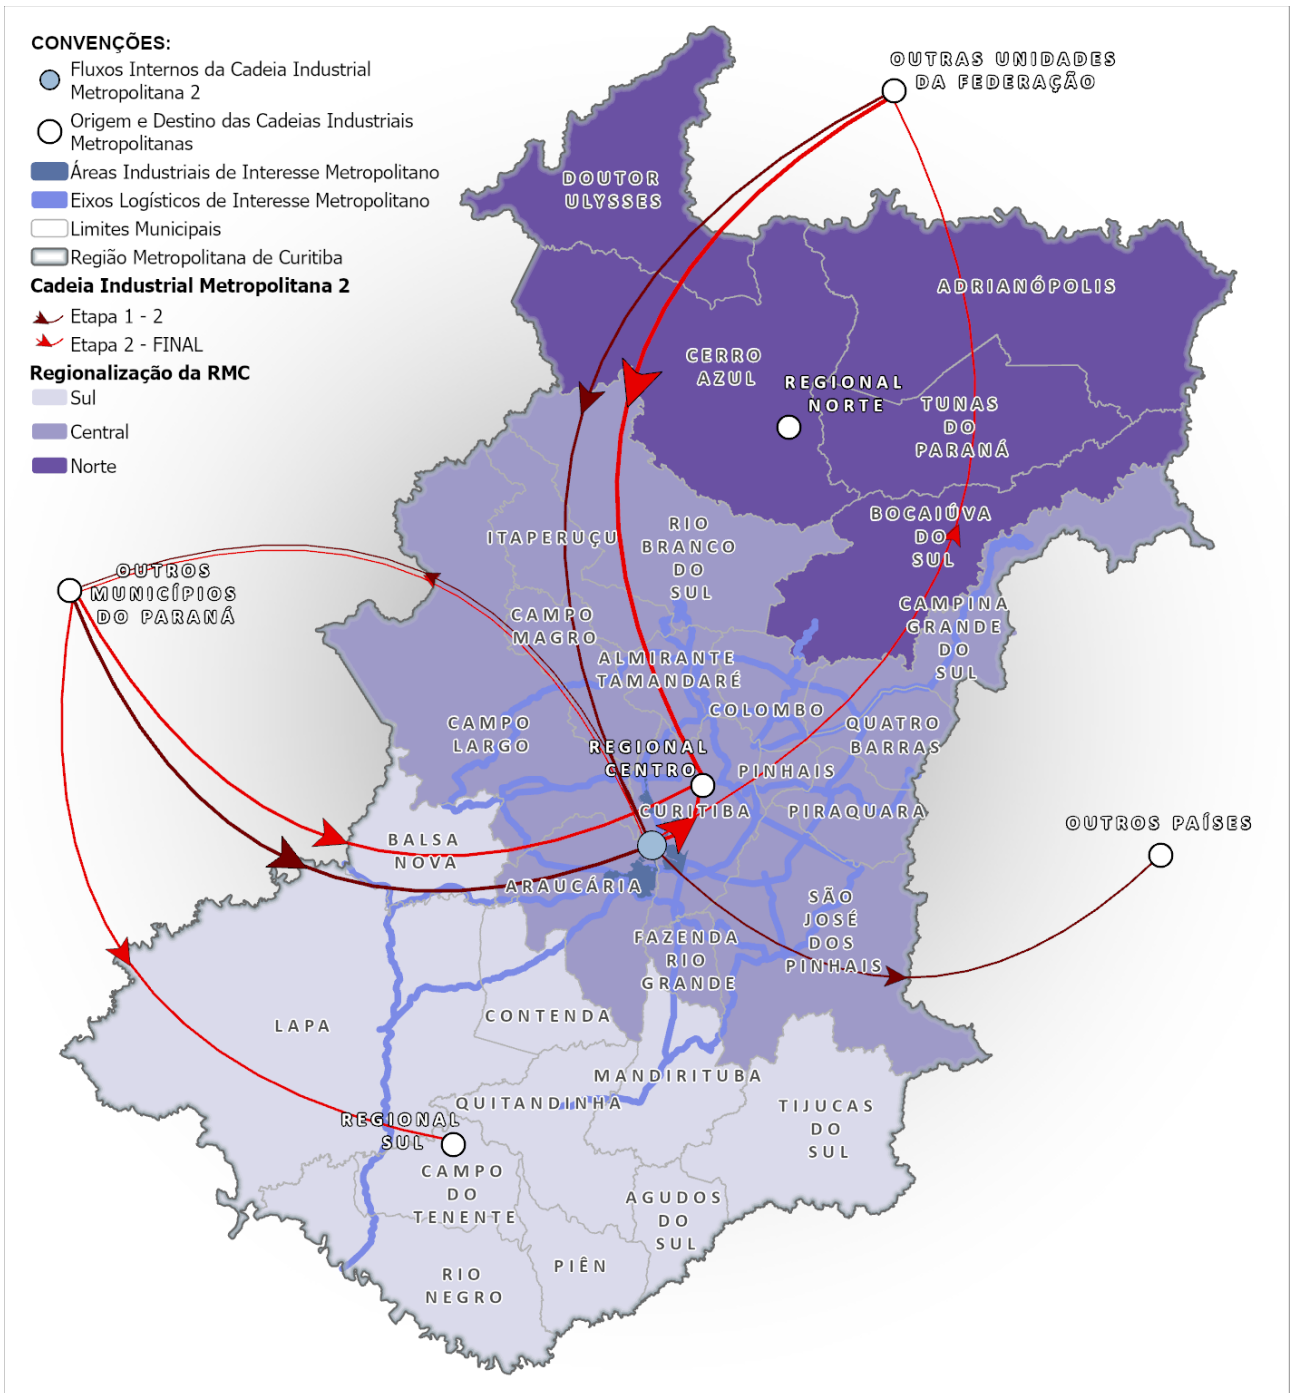 CONVENÇÕES:
Fluxos Internos da Cadeia Industrial
Metropolitana 2
Origem e Destino das Cadeias Industriais
Metropolitanas
Áreas Industriais de Interesse Metropolitano
Eixos Logísticos de Interesse Metropolitano
Limites Municipais
Região Metropolitana de Curitiba
Cadeia Industrial Metropolitana 2
Etapa 1 - 2
Etapa 2 - FINAL
Regionalização da RMC
Sul
Central
Norte
OUTRAS UNIDADES
DA FEDERAÇÃO
DOUTOR
ULYSSES
ADRIANÓPOLIS
CERRO
AZUL
REGIONAL
NORTE
TUNAS
DO
PARANÁ
BOCAIÚVA
DO
SUL
ITAPERUÇU
RIO
BRANCO
DO
SUL
OUTROS
MUNICÍPIOS
DO PARANÁ
CAMPO
MAGRO
CAMPINA
GRANDE
DO
SUL
ALMIRANTE
TAMANDARÉ
COLOMBO
CAMPO
LARGO
QUATRO
BARRAS
REGIONAL
CENTRO
PINHAIS
CURITIBA
PIRAQUARA
OUTROS PAÍSES
BALSA
NOVA
ARAUCÁRIA
SÃO
JOSÉ
DOS
PINHAIS
FAZENDA
RIO
GRANDE
LAPA
CONTENDA
MANDIRITUBA
QUITANDINHA
TIJUCAS
DO
SUL
REGIONAL
SUL
CAMPO
DO
TENENTE
AGUDOS
DO
SUL
PIÊN
RIO
NEGRO